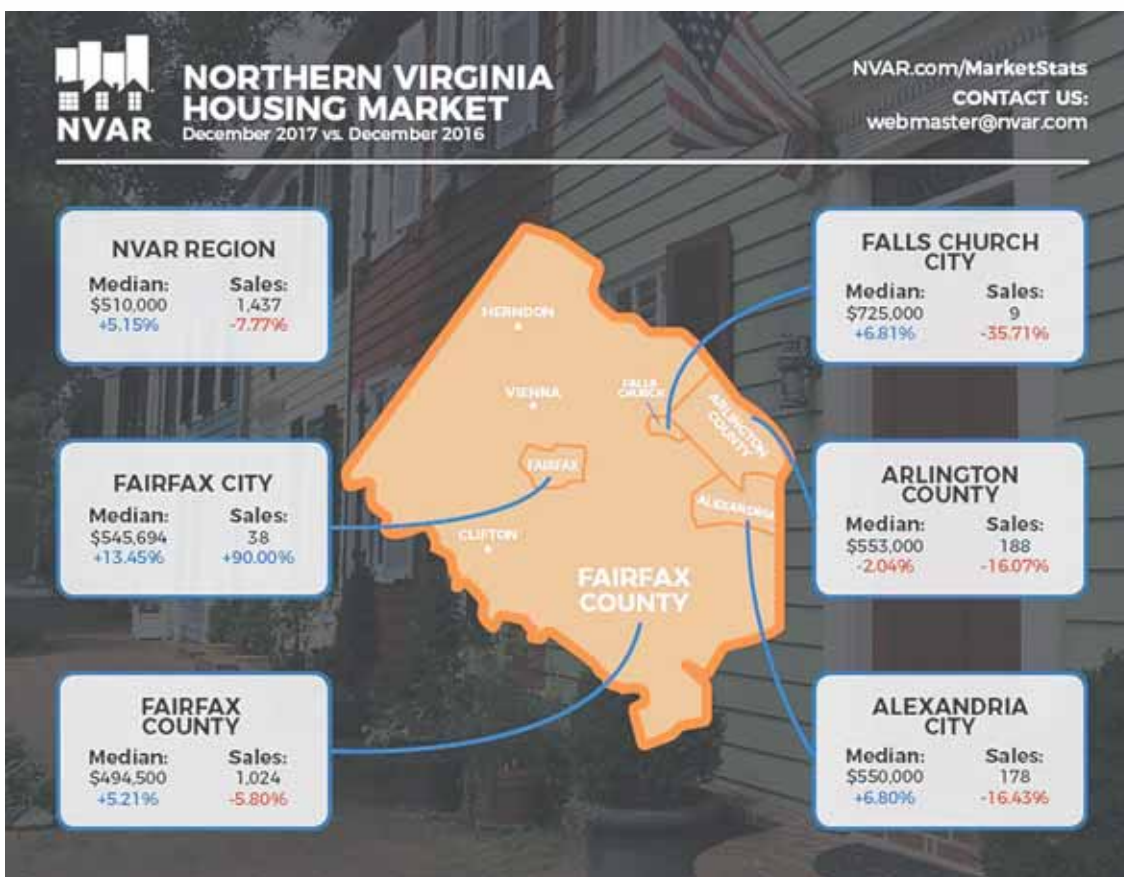 NVAR
NORTHERN VIRGINIA
HOUSING MARKET
December 2017 vs. December 2016
NVAR.com/MarketStats
CONTACT US:
webmaster@nvar.com
NVAR REGION
Median: Sales:
$510,000 1,437
+5.15% -7.77%
FAIRFAX CITY
Median: Sales:
$545,694 38
+13.45% +90.00%
FAIRFAX
COUNTY
Median: Sales:
$494,500 1,024
+5.21% -5.80%
HERNDON
VIENNA
FALLS
CHURCH
ARLINGTON
COUNTY
FAIRFAX
ALEXANDRIA
CLIFTON
FAIRFAX
COUNTY
FALLS CHURCH
CITY
Median: Sales:
$725,000 9
+6.81% -35.71%
ARLINGTON
COUNTY
Median: Sales:
$553,000 188
-2.04% -16.07%
ALEXANDRIA
CITY
Median: Sales:
$550,000 178
+6.80% -16.43%